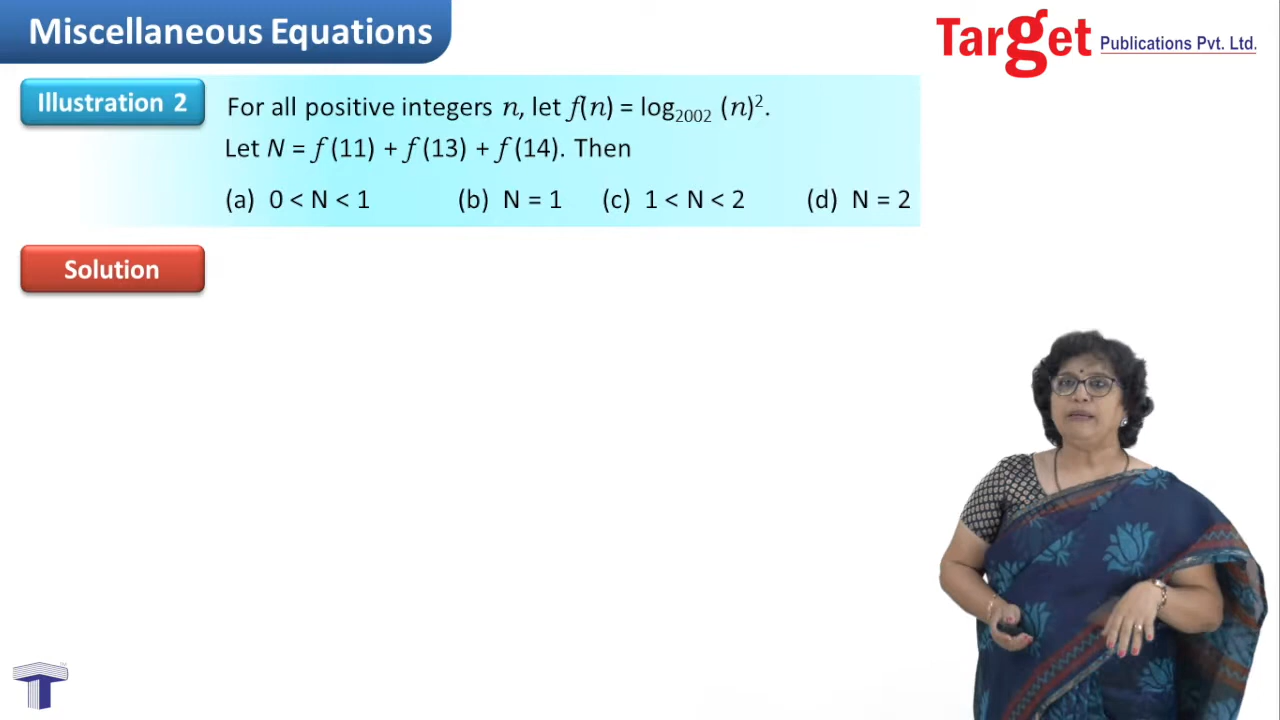 Miscellaneous Equations
Target Publications Pvt. Ltd.
Illustration 2
For all positive integers n, let f(n) = log₂₀₀₂ (n)².
Let N = f (11) + f (13) + f (14). Then
(a) 0 < N < 1 (b) N = 1 (c) 1 < N < 2 (d) N = 2
Solution